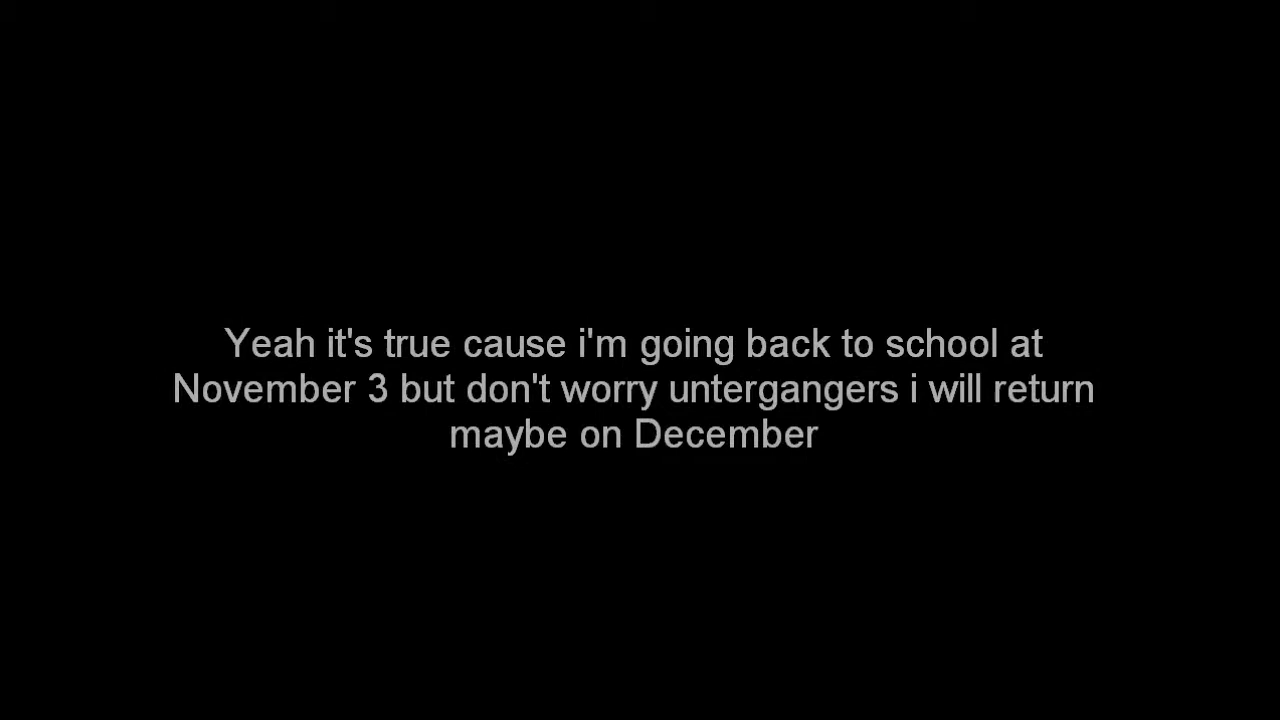 Yeah it's true cause i'm going back to school at
November 3 but don't worry untergangers i will return
maybe on December